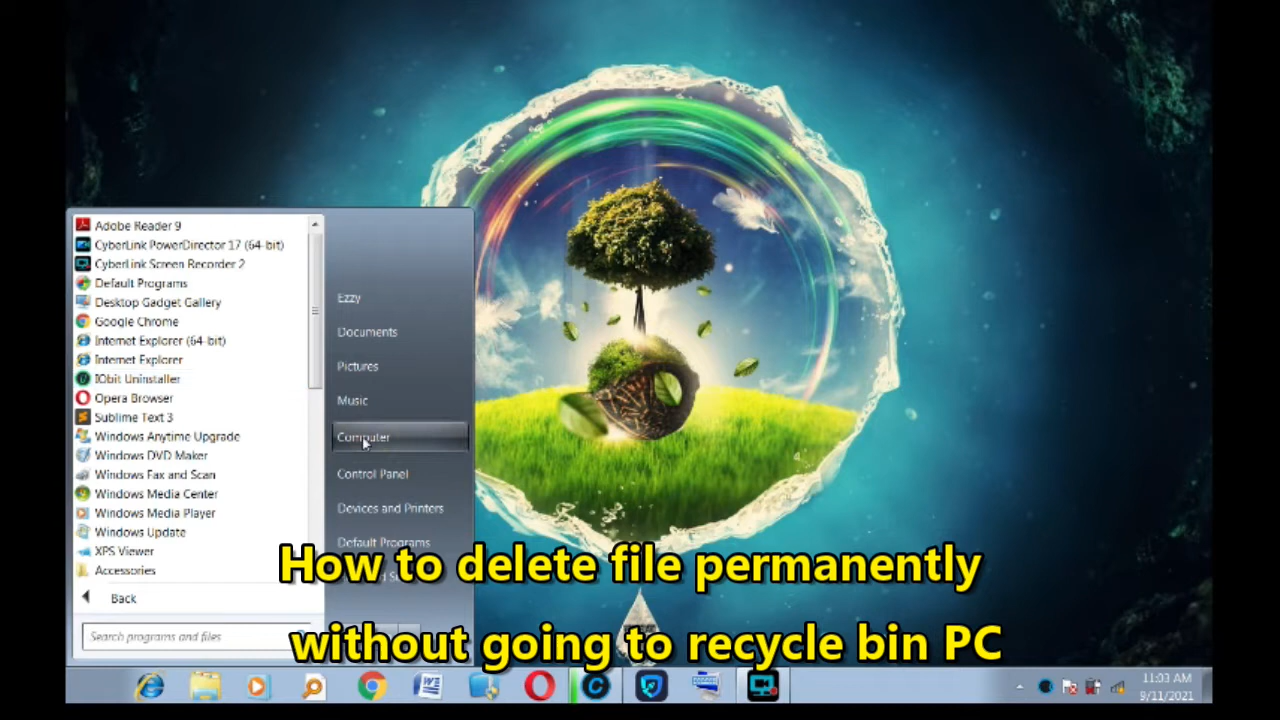 Adobe Reader 9
CyberLink PowerDirector 17 (64-bit)
CyberLink Screen Recorder 2
Default Programs
Desktop Gadget Gallery
Google Chrome
Internet Explorer (64-bit)
Internet Explorer
IObit Uninstaller
Opera Browser
Sublime Text 3
Windows Anytime Upgrade
Windows DVD Maker
Windows Fax and Scan
Windows Media Center
Windows Media Player
Windows Update
XPS Viewer
Accessories
Back
Search programs and files
Ezzy
Documents
Pictures
Music
Computer
Control Panel
Devices and Printers
Default Programs
How to delete file permanently
without going to recycle bin PC
11:03 AM
9/11/2021